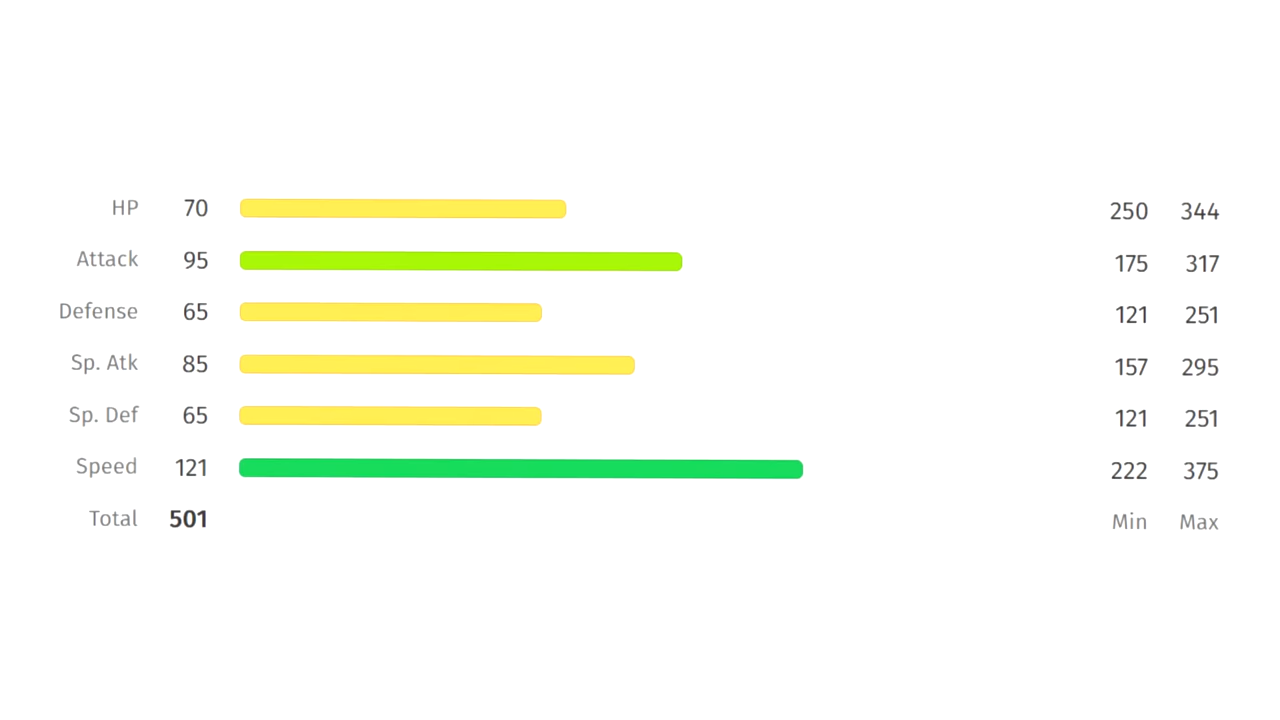 HP 70 250 344
Attack 95 175 317
Defense 65 121 251
Sp. Atk 85 157 295
Sp. Def 65 121 251
Speed 121 222 375
Total 501 Min Max